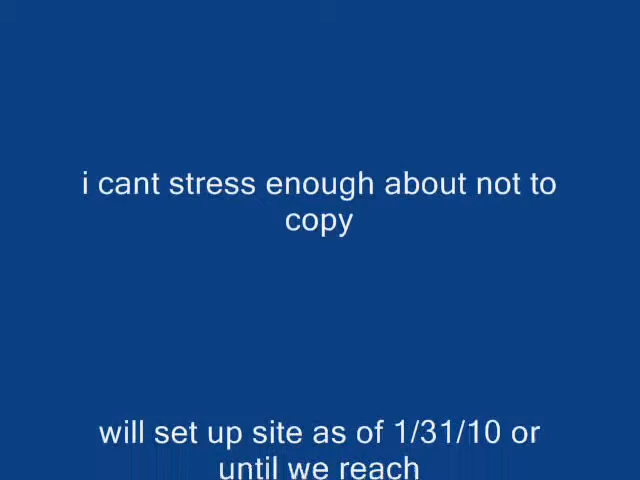 i cant stress enough about not to
copy
will set up site as of 1/31/10 or
until we reach